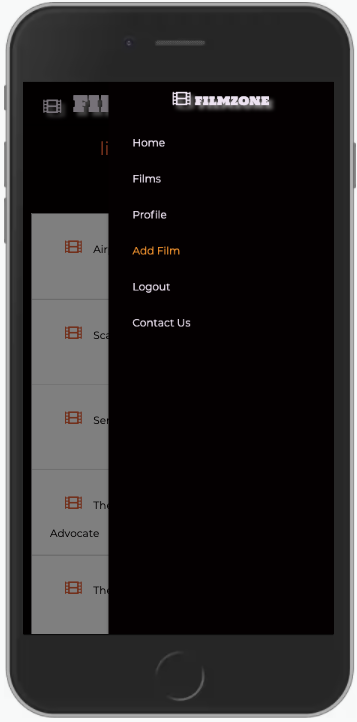 FILMZONE
Home
Films
Profile
Add Film
Logout
Contact Us
FI
li
Air
Sca
Ser
The
Advocate
The